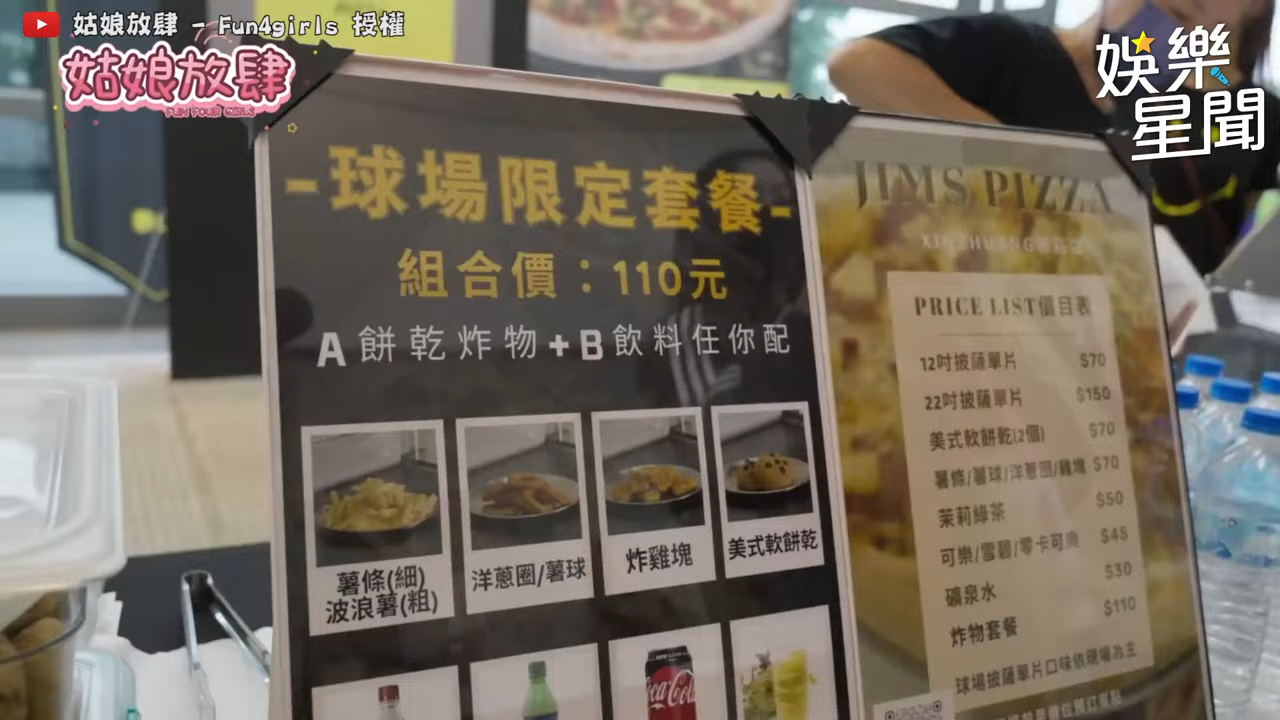 姑娘放肆 - Fun4girls 授權
姑娘放肆
FUN FOUR GIRLS
娛樂
星聞
-球場限定套餐-
組合價：110元
A餅乾炸物+B飲料任你配
薯條(細)
波浪薯(粗)
洋蔥圈/薯球
炸雞塊
美式軟餅乾
Coca-Cola
JIMS PIZZA
PRICE LIST價目表
12吋披薩單片 $70
22吋披薩單片 $150
美式軟餅乾(2個) $70
薯條/薯球/洋蔥圈/雞塊 $70
茉莉綠茶 $50
可樂/雪碧/零卡可樂 $45
礦泉水 $30
炸物套餐 $110
球場披薩單片口味依現場為主